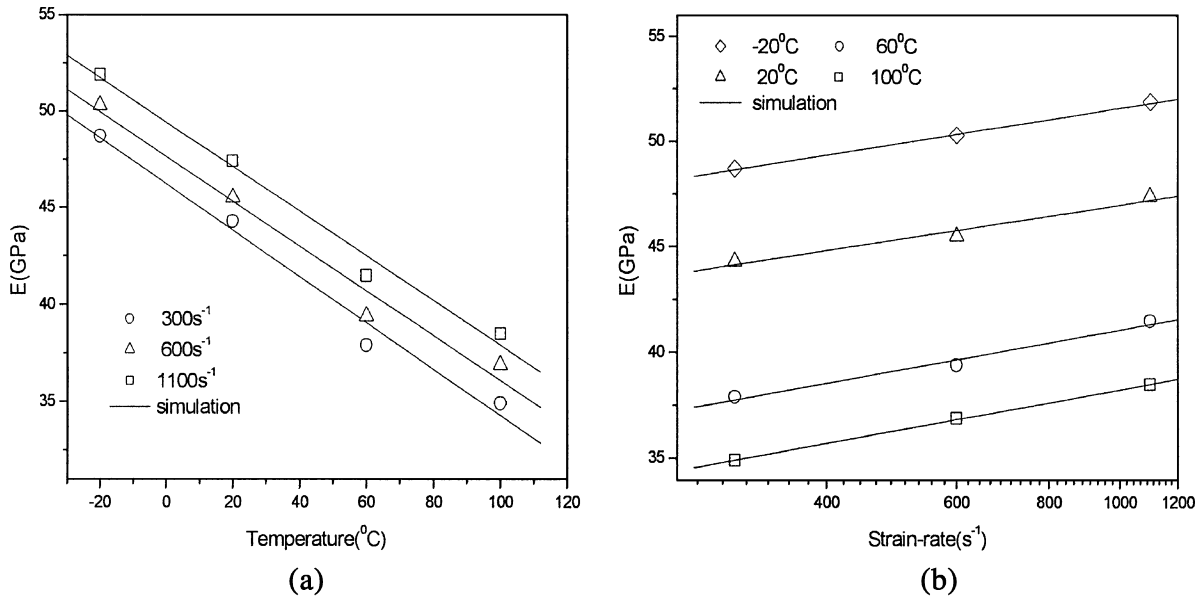 55
50
45
40
35
E(GPa)
300s⁻¹
600s⁻¹
1100s⁻¹
simulation
-20 0 20 40 60 80 100 120
Temperature(⁰C)
(a)
55
50
45
40
35
E(GPa)
-20⁰C 60⁰C
20⁰C 100⁰C
simulation
400 600 800 1000 1200
Strain-rate(s⁻¹)
(b)